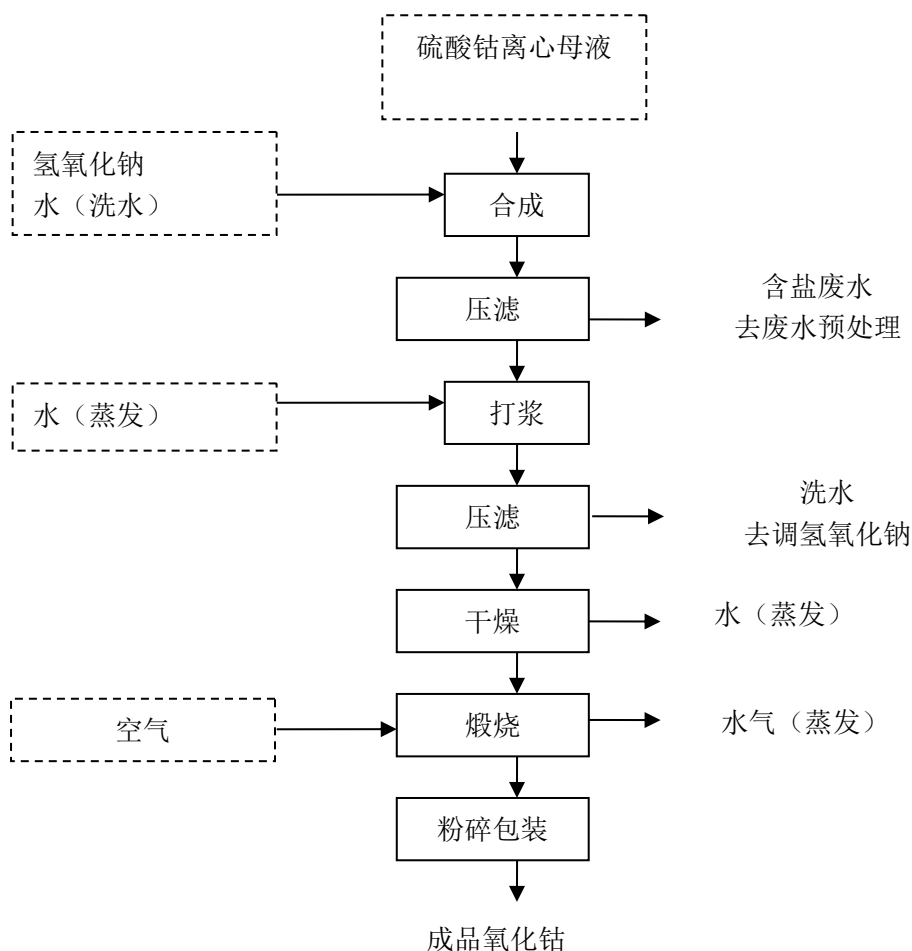 硫酸钴离心母液
氢氧化钠
水（洗水）
合成
压滤
含盐废水
去废水预处理
水（蒸发）
打浆
压滤
洗水
去调氢氧化钠
干燥
水（蒸发）
空气
煅烧
水气（蒸发）
粉碎包装
成品氧化钴